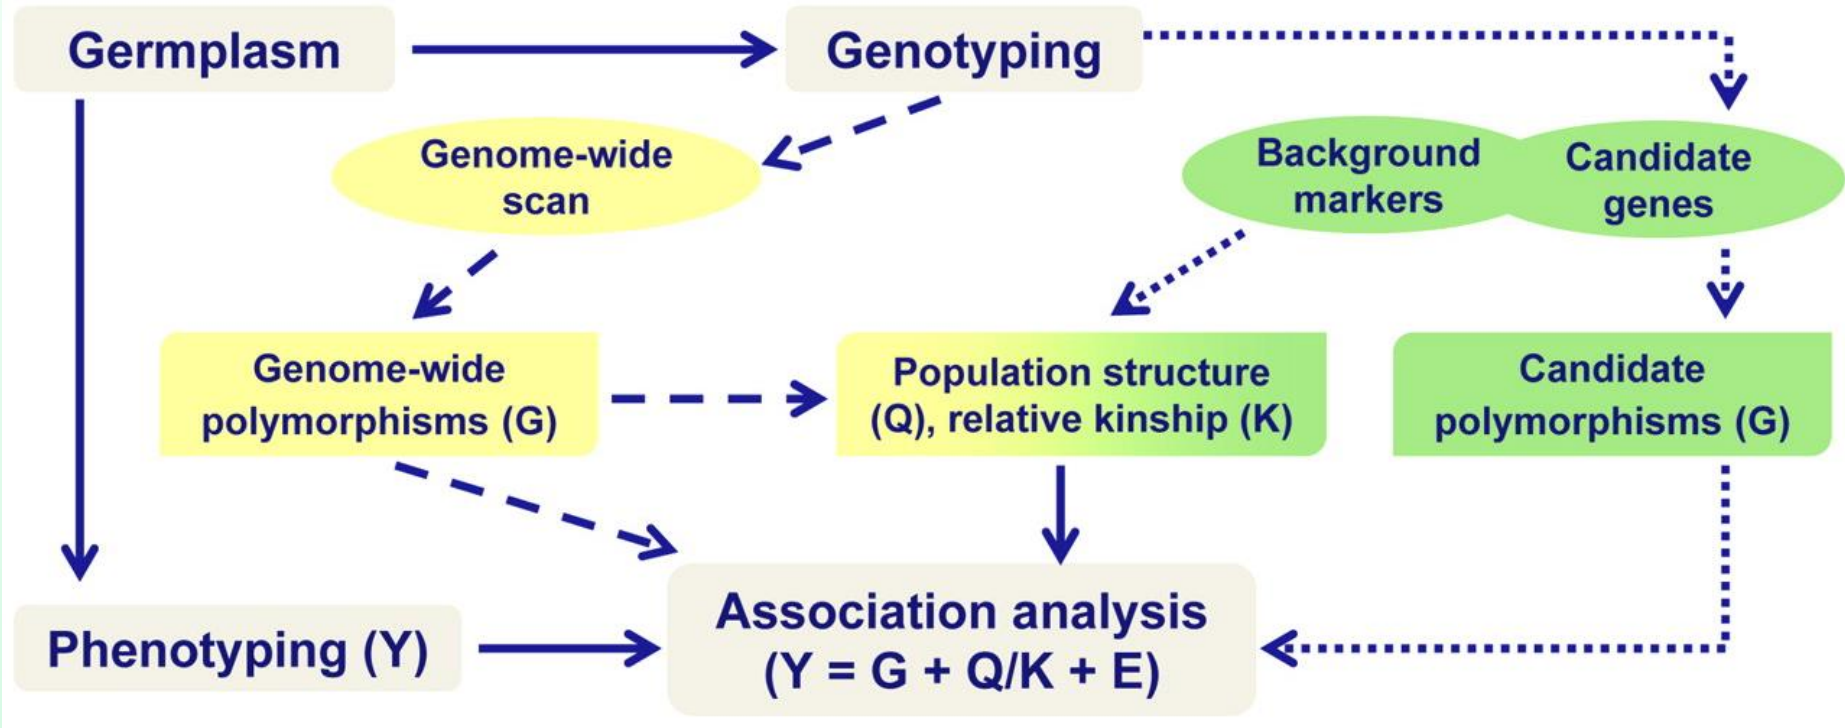 Germplasm
Genotyping
Genome-wide
scan
Background
markers
Candidate
genes
Genome-wide
polymorphisms (G)
Population structure
(Q), relative kinship (K)
Candidate
polymorphisms (G)
Phenotyping (Y)
Association analysis
(Y = G + Q/K + E)